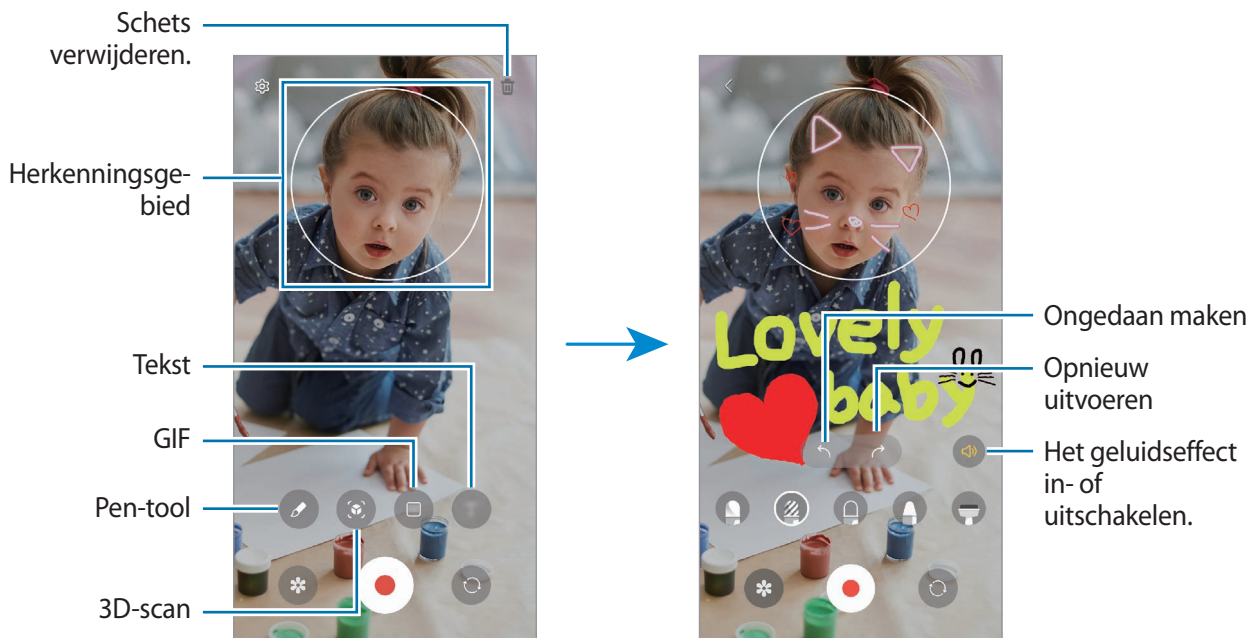 Schets
verwijderen.
Herkenningsge-
bied
Tekst
GIF
Pen-tool
3D-scan
Lovely
baby
Ongedaan maken
Opnieuw
uitvoeren
Het geluidseffect
in- of
uitschakelen.